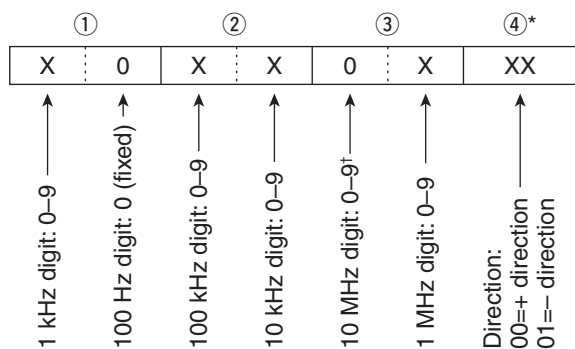 ① ② ③ ④*
X 0 X X 0 X XX
1 kHz digit: 0–9
100 Hz digit: 0 (fixed)
100 kHz digit: 0–9
10 kHz digit: 0–9
10 MHz digit: 0–9†
1 MHz digit: 0–9
Direction:
00=+ direction
01=– direction